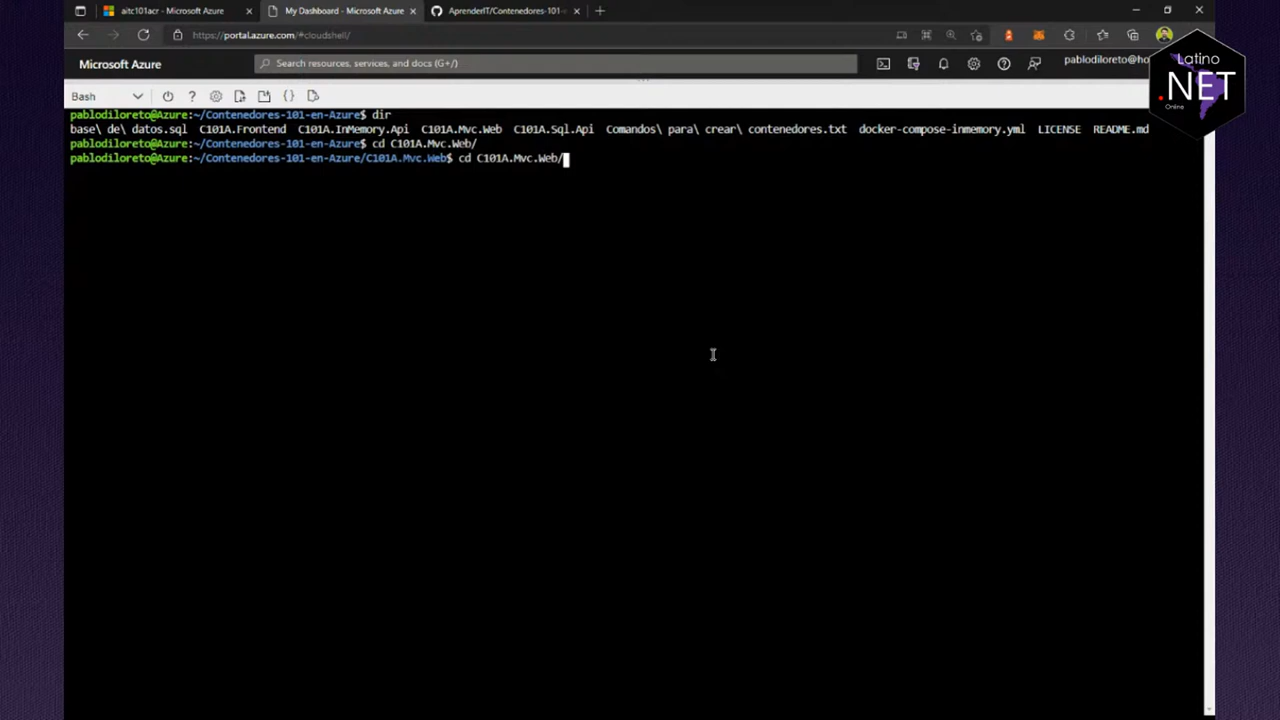 aitc101acr - Microsoft Azure
My Dashboard - Microsoft Azure
AprenderIT/Contenedores-101-
https://portal.azure.com/#cloudshell/
Microsoft Azure
Search resources, services, and docs (G+/)
pablodiloreto@ho
Latino
.NET
Online
Bash
pablodiloreto@Azure:~/Contenedores-101-en-Azure$ dir
base\ de\ datos.sql C101A.Frontend C101A.InMemory.Api C101A.Mvc.Web C101A.Sql.Api Comandos\ para\ crear\ contenedores.txt docker-compose-inmemory.yml LICENSE README.md
pablodiloreto@Azure:~/Contenedores-101-en-Azure$ cd C101A.Mvc.Web/
pablodiloreto@Azure:~/Contenedores-101-en-Azure/C101A.Mvc.Web$ cd C101A.Mvc.Web/